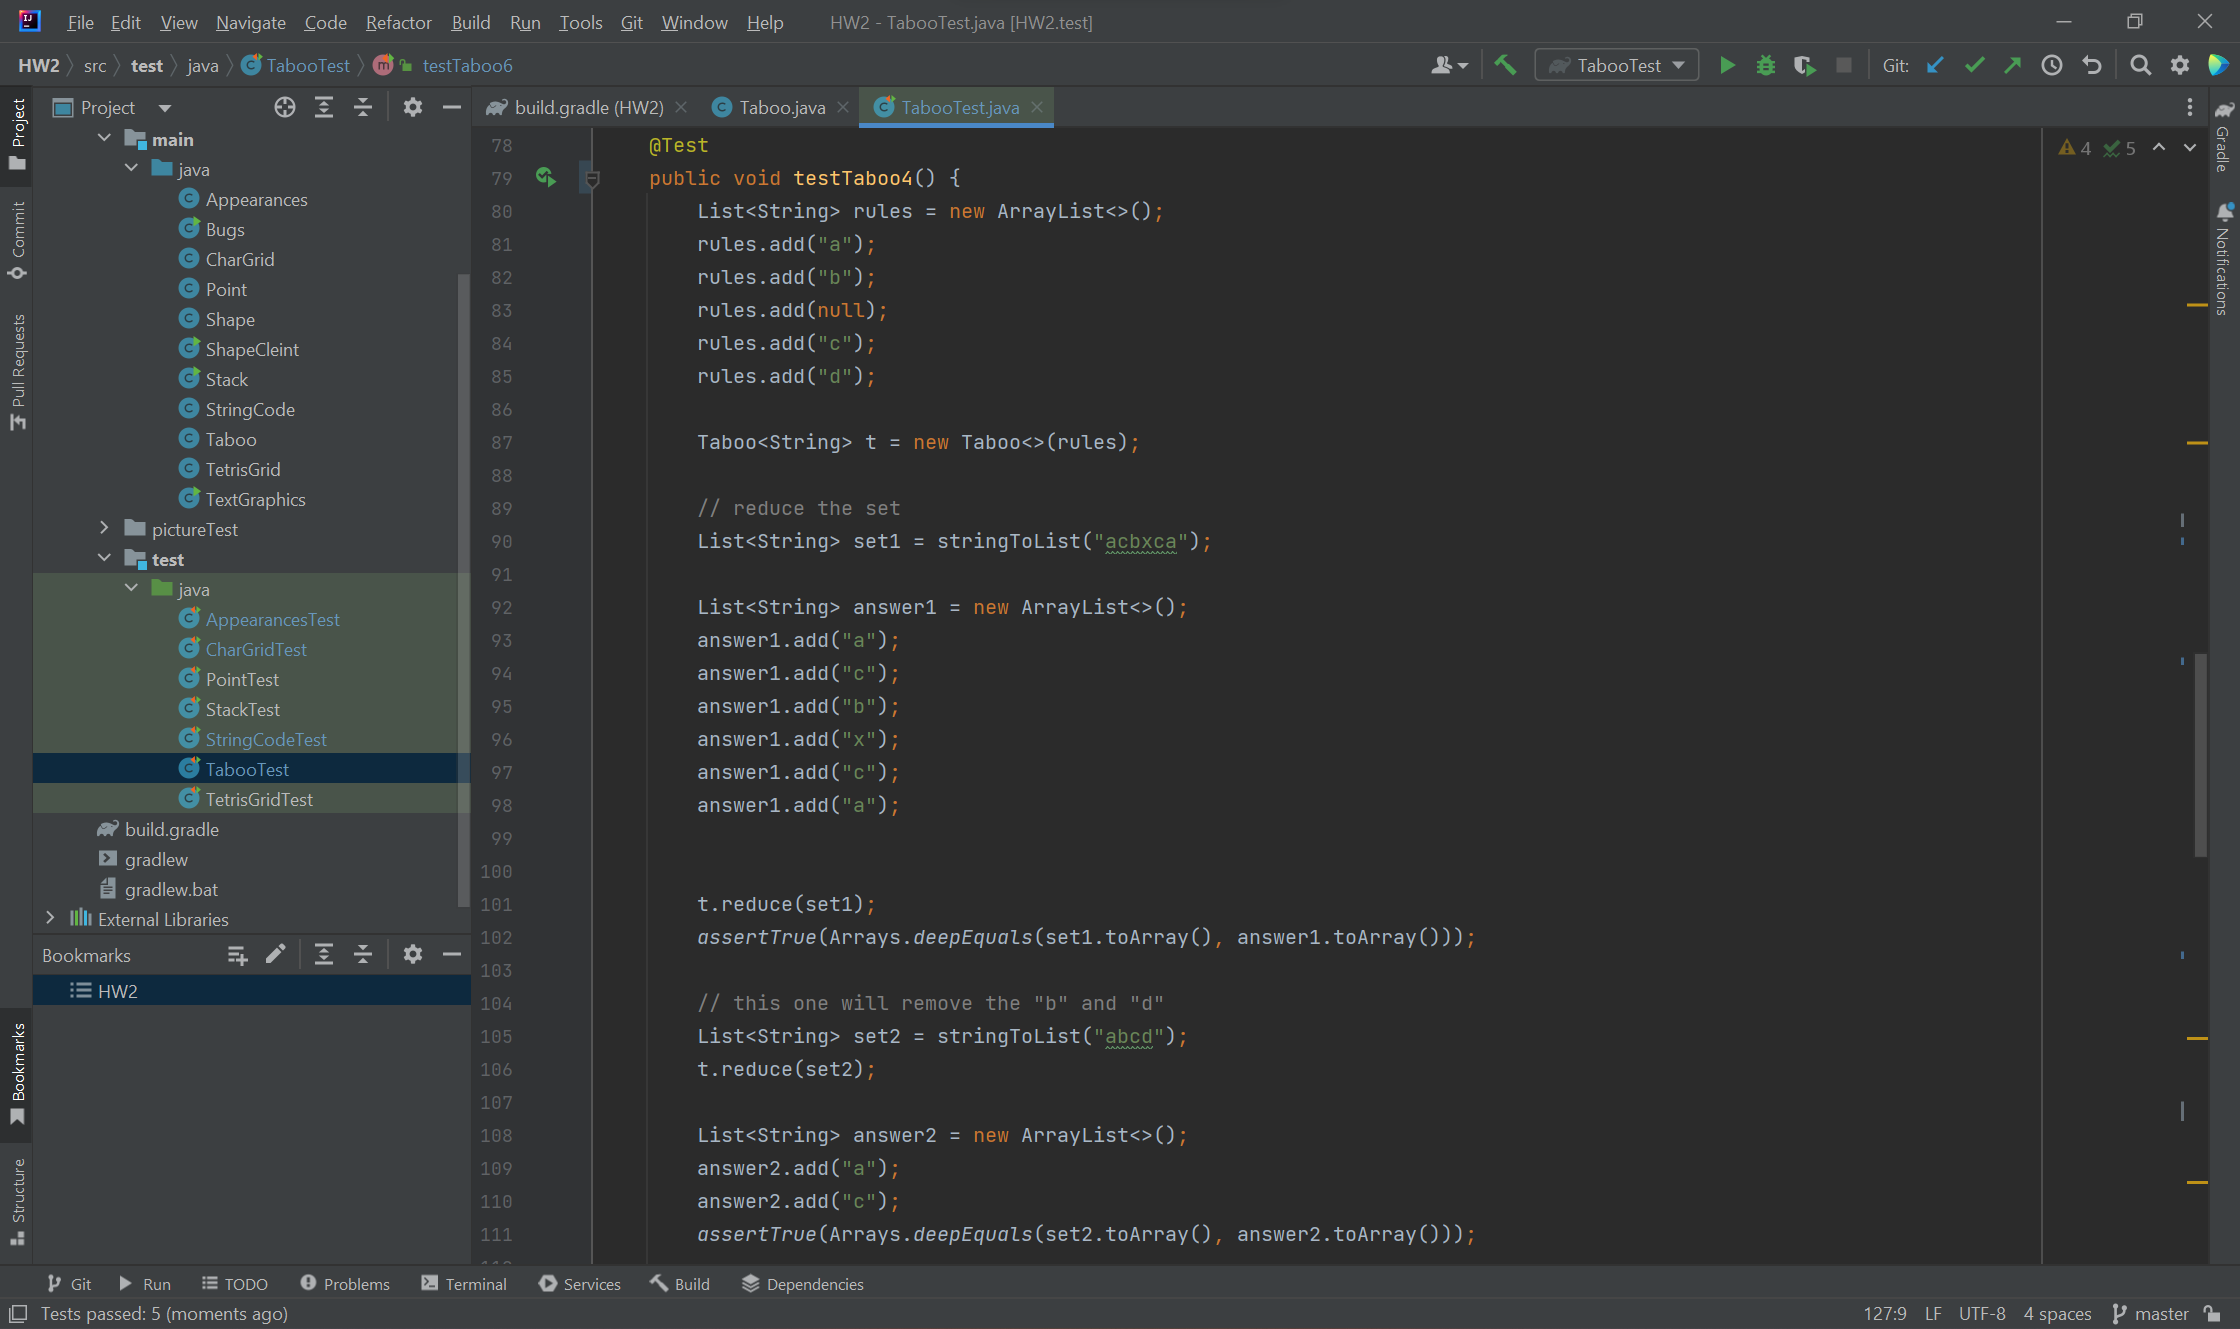 File Edit View Navigate Code Refactor Build Run Tools Git Window Help HW2 - TabooTest.java [HW2.test]
HW2 src test java TabooTest testTaboo6 TabooTest Git:
Project
build.gradle (HW2) Taboo.java TabooTest.java
main
java
Appearances
Bugs
CharGrid
Point
Shape
ShapeCleint
Stack
StringCode
Taboo
TetrisGrid
TextGraphics
pictureTest
test
java
AppearancesTest
CharGridTest
PointTest
StackTest
StringCodeTest
TabooTest
TetrisGridTest
build.gradle
gradlew
gradlew.bat
External Libraries
Bookmarks
HW2
Project
Commit
Pull Requests
Bookmarks
Structure
78 @Test
79 public void testTaboo4() {
80 List<String> rules = new ArrayList<>();
81 rules.add("a");
82 rules.add("b");
83 rules.add(null);
84 rules.add("c");
85 rules.add("d");
86
87 Taboo<String> t = new Taboo<>(rules);
88
89 // reduce the set
90 List<String> set1 = stringToList("acbxca");
91
92 List<String> answer1 = new ArrayList<>();
93 answer1.add("a");
94 answer1.add("c");
95 answer1.add("b");
96 answer1.add("x");
97 answer1.add("c");
98 answer1.add("a");
99
100
101 t.reduce(set1);
102 assertTrue(Arrays.deepEquals(set1.toArray(), answer1.toArray()));
103
104 // this one will remove the "b" and "d"
105 List<String> set2 = stringToList("abcd");
106 t.reduce(set2);
107
108 List<String> answer2 = new ArrayList<>();
109 answer2.add("a");
110 answer2.add("c");
111 assertTrue(Arrays.deepEquals(set2.toArray(), answer2.toArray()));
4 5
Gradle
Notifications
Git Run TODO Problems Terminal Services Build Dependencies
Tests passed: 5 (moments ago) 127:9 LF UTF-8 4 spaces master